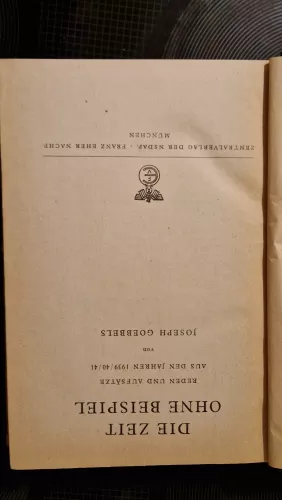 DIE ZEIT
OHNE BEISPIEL
REDEN UND AUFSÄTZE
AUS DEN JAHREN 1939/40/41
VON
JOSEPH GOEBBELS
ZENTRALVERLAG DER NSDAP. · FRANZ EHER NACHF
MÜNCHEN